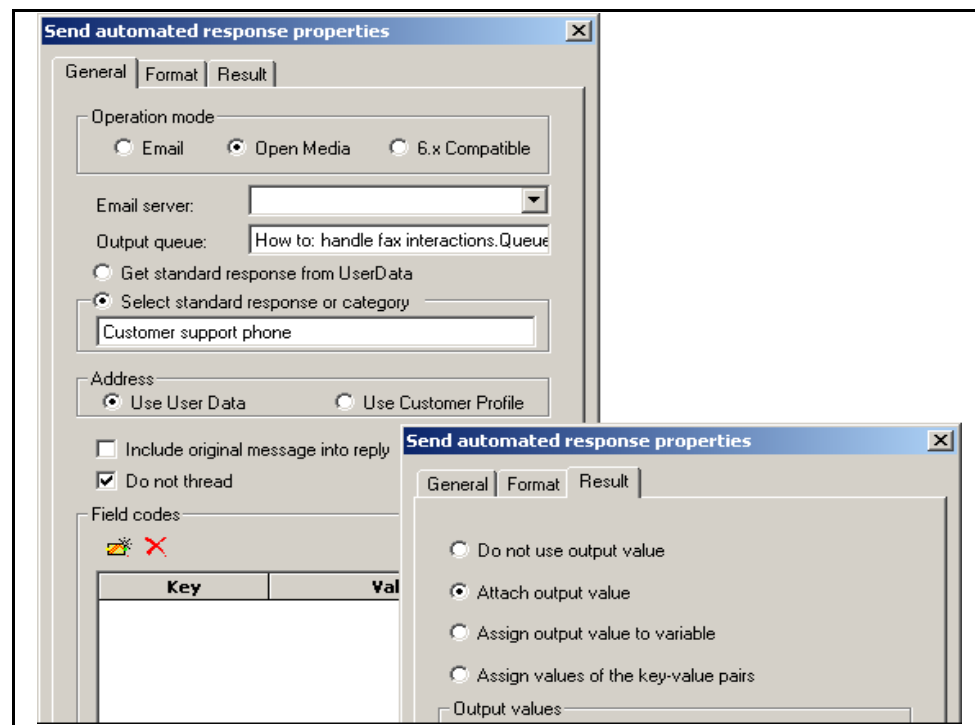 Send automated response properties
General Format Result
Operation mode
Email Open Media 6.x Compatible
Email server:
Output queue: How to: handle fax interactions.Queue
Get standard response from UserData
Select standard response or category
Customer support phone
Address
Use User Data Use Customer Profile
Include original message into reply
Do not thread
Field codes
Key Val
Send automated response properties
General Format Result
Do not use output value
Attach output value
Assign output value to variable
Assign values of the key-value pairs
Output values